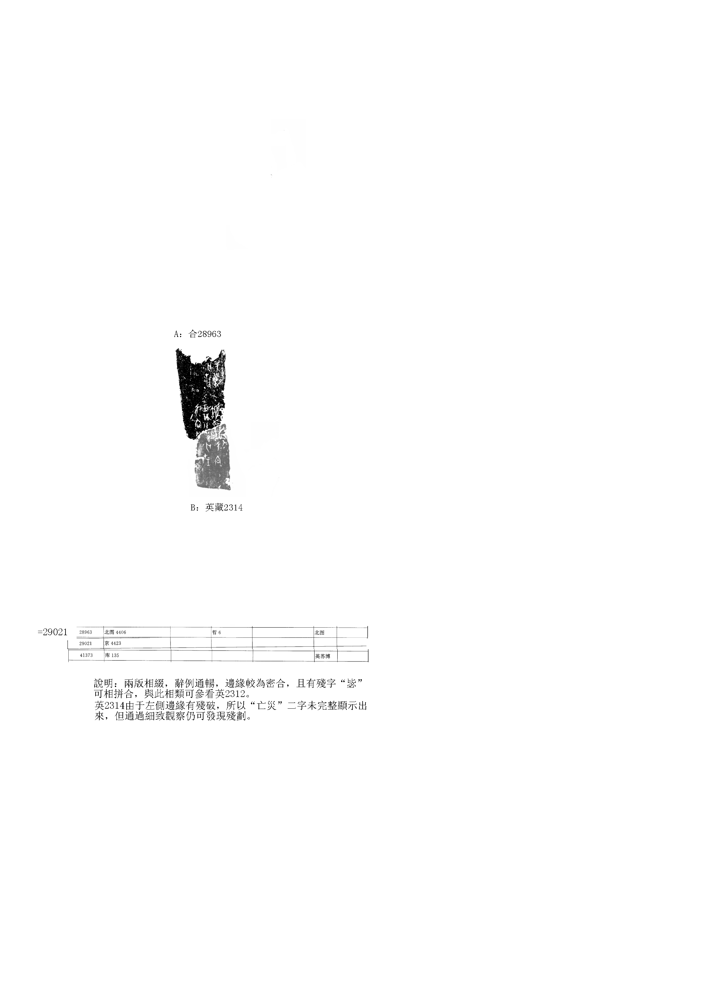 A：合28963
B：英藏2314
=29021 28963 北图 4406 哲 6 北图
29021 京 4423
41373 库 135 英苏博
說明：兩版相綴，辭例通暢，邊緣較為密合，且有殘字“毖”
可相拼合，與此相類可參看英2312。
英2314由于左側邊緣有殘破，所以“亡災”二字未完整顯示出
來，但通過細致觀察仍可發現殘劃。